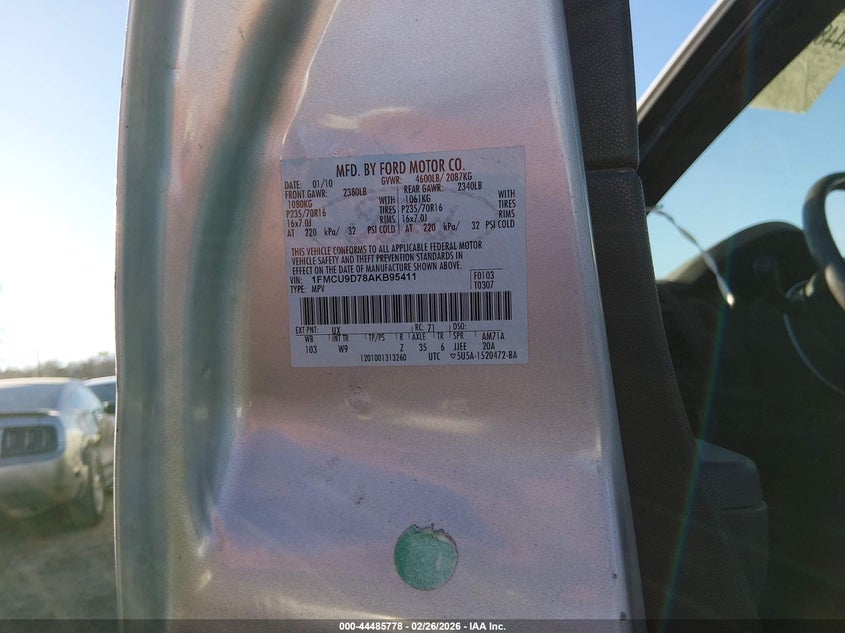 MFD. BY FORD MOTOR CO.
DATE: 01/10 GVWR: 4600LB/ 2087KG
FRONT GAWR: 2380LB REAR GAWR: 2340LB
1080KG WITH 1061KG WITH
P235/70R16 TIRES P235/70R16 TIRES
16x7.0J RIMS 16x7.0J RIMS
AT 220 kPa/ 32 PSI COLD AT 220 kPa/ 32 PSI COLD
THIS VEHICLE CONFORMS TO ALL APPLICABLE FEDERAL MOTOR
VEHICLE SAFETY AND THEFT PREVENTION STANDARDS IN
EFFECT ON THE DATE OF MANUFACTURE SHOWN ABOVE.
VIN: 1FMCU9D78AKB95411 F0103
TYPE: MPV T0307
EXT PNT: UX RC: 71 DSO:
WB INT TR TP/PS R AXLE TR SPR AM71A
103 W9 Z 35 6 JJEE 20A
1201001313260 UTC ▽5U5A-1520472-BA
000-44485778 - 02/26/2026 - IAA Inc.